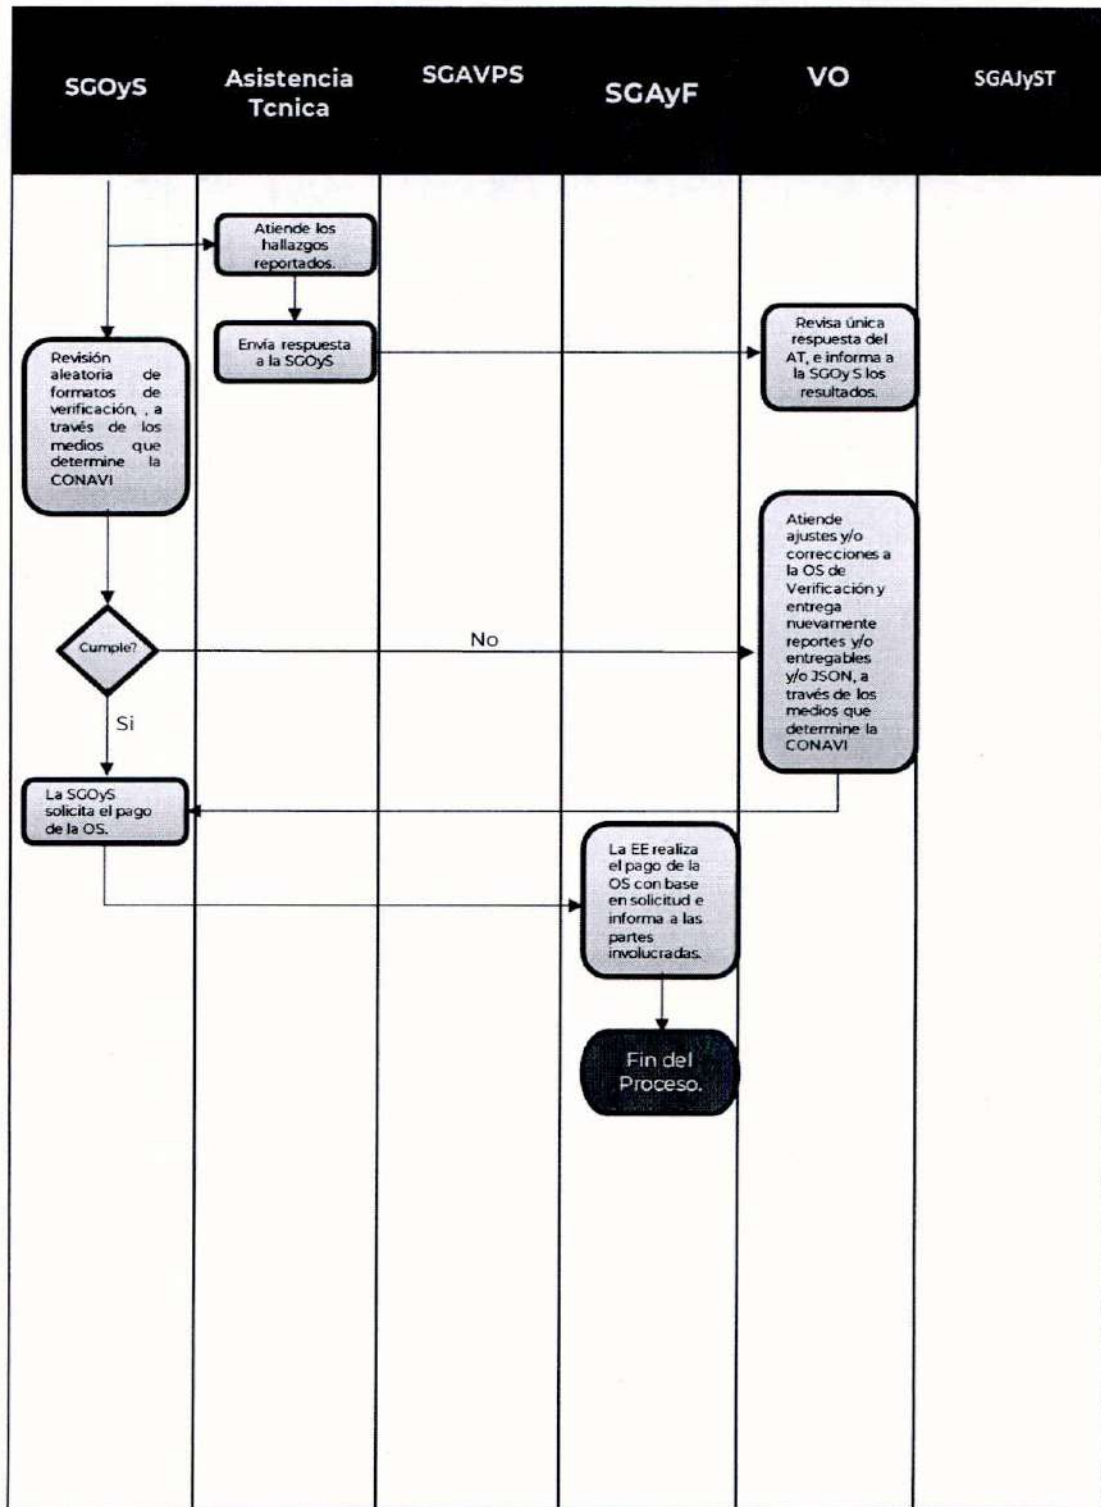 SGOyS
Asistencia
Tcnica
SGAVPS
SGAyF
VO
SGAJyST
Atiende los
hallazgos
reportados.
Envía respuesta
a la SGOyS
Revisa única
respuesta del
AT, e informa a
la SGOy S los
resultados.
Revisión
aleatoria de
formatos de
verificación, , a
través de los
medios que
determine la
CONAVI
Atiende
ajustes y/o
correcciones a
la OS de
Verificación y
entrega
nuevamente
reportes y/o
entregables
y/o JSON, a
través de los
medios que
determine la
CONAVI
Cumple?
No
Si
La SGOyS
solicita el pago
de la OS.
La EE realiza
el pago de la
OS con base
en solicitud e
informa a las
partes
involucradas.
Fin del
Proceso.